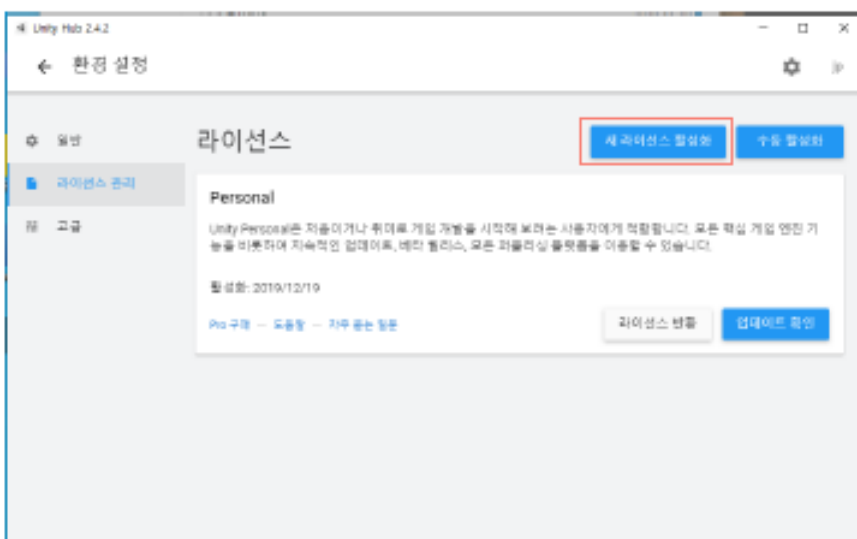 Unity Hub 2.4.2
환경 설정
jp
일반
라이선스
새 라이선스 활성화
수동 활성화
라이선스 관리
고급
Personal
Unity Personal은 처음이거나 취미로 게임 개발을 시작해 보려는 사용자에게 적합합니다. 모든 핵심 게임 엔진 기
능을 비롯하여 지속적인 업데이트, 베타 릴리스, 모든 퍼블리싱 플랫폼을 이용할 수 있습니다.
활성화: 2019/12/19
Pro 구매 — 도움말 — 자주 묻는 질문
라이선스 반환
업데이트 확인